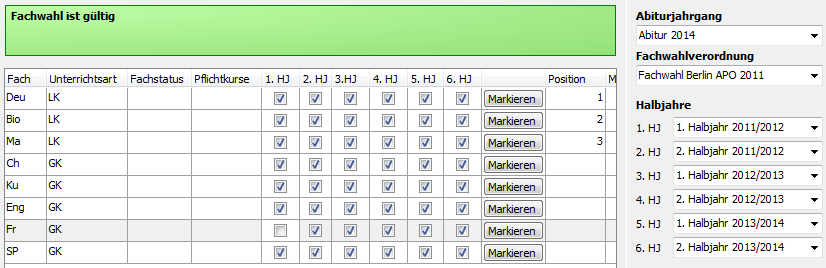 Fachwahl ist gültig
Fach Unterrichtsart Fachstatus Pflichtkurse 1. HJ 2. HJ 3.HJ 4. HJ 5. HJ 6. HJ Position M
Deu LK Markieren 1
Bio LK Markieren 2
Ma LK Markieren 3
Ch GK Markieren
Ku GK Markieren
Eng GK Markieren
Fr GK Markieren
SP GK Markieren
Abiturjahrgang
Abitur 2014
Fachwahlverordnung
Fachwahl Berlin APO 2011
Halbjahre
1. HJ 1. Halbjahr 2011/2012
2. HJ 2. Halbjahr 2011/2012
3. HJ 1. Halbjahr 2012/2013
4. HJ 2. Halbjahr 2012/2013
5. HJ 1. Halbjahr 2013/2014
6. HJ 2. Halbjahr 2013/2014